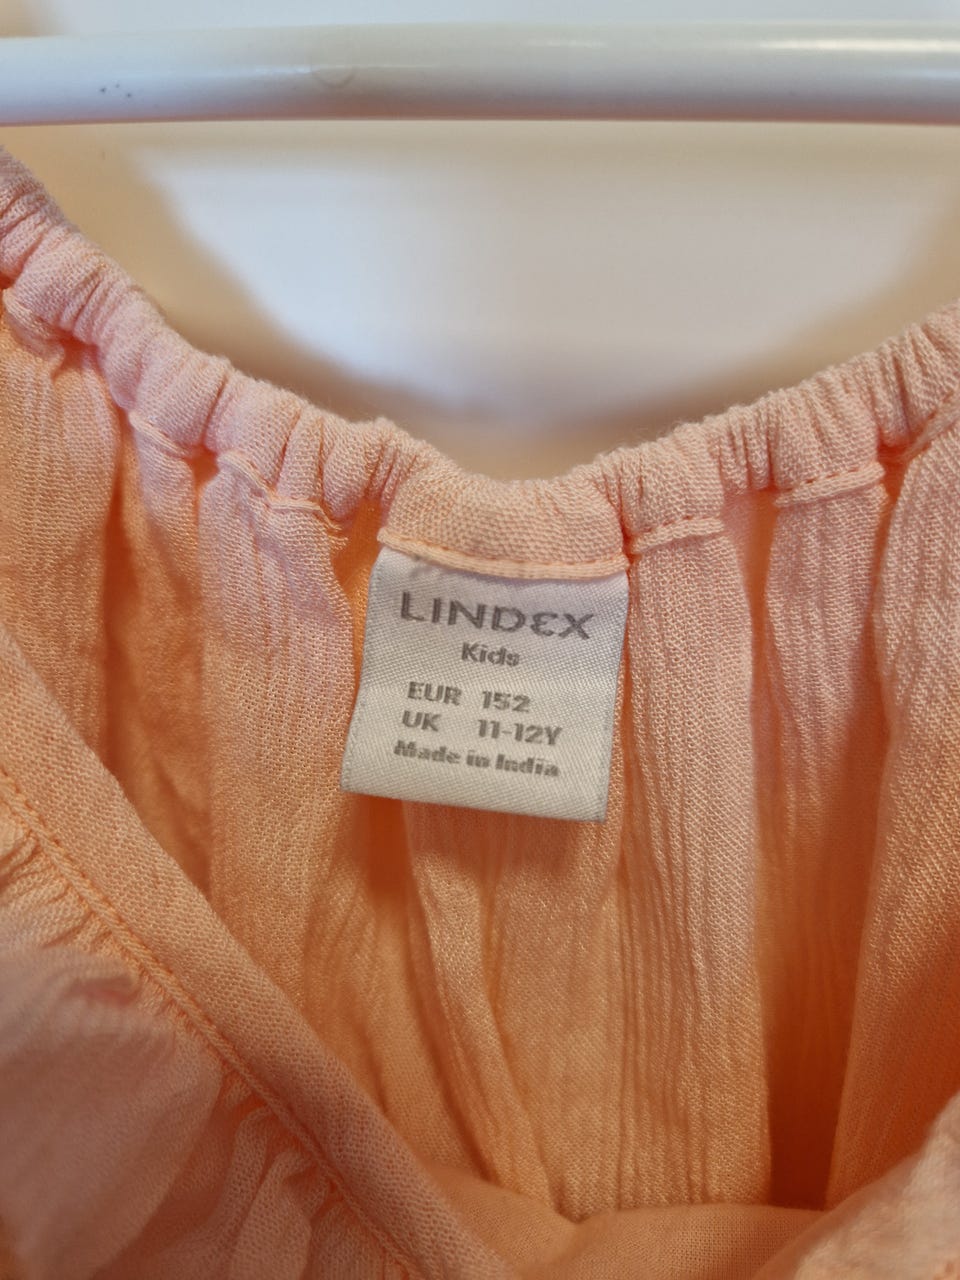 LINDEX
Kids
EUR 152
UK 11-12Y
Made in India